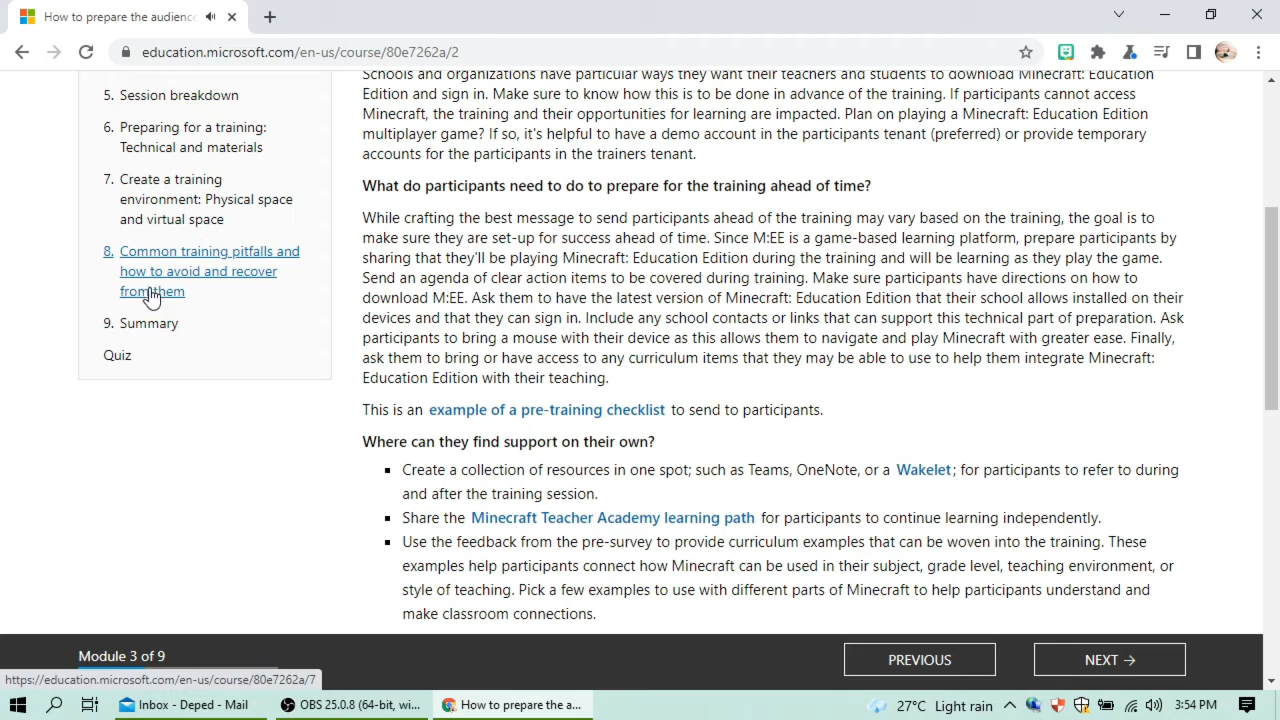 How to prepare the audience
education.microsoft.com/en-us/course/80e7262a/2
5. Session breakdown
6. Preparing for a training:
Technical and materials
7. Create a training
environment: Physical space
and virtual space
8. Common training pitfalls and
how to avoid and recover
from them
9. Summary
Quiz
Schools and organizations have particular ways they want their teachers and students to download Minecraft: Education
Edition and sign in. Make sure to know how this is to be done in advance of the training. If participants cannot access
Minecraft, the training and their opportunities for learning are impacted. Plan on playing a Minecraft: Education Edition
multiplayer game? If so, it's helpful to have a demo account in the participants tenant (preferred) or provide temporary
accounts for the participants in the trainers tenant.
What do participants need to do to prepare for the training ahead of time?
While crafting the best message to send participants ahead of the training may vary based on the training, the goal is to
make sure they are set-up for success ahead of time. Since M:EE is a game-based learning platform, prepare participants by
sharing that they'll be playing Minecraft: Education Edition during the training and will be learning as they play the game.
Send an agenda of clear action items to be covered during training. Make sure participants have directions on how to
download M:EE. Ask them to have the latest version of Minecraft: Education Edition that their school allows installed on their
devices and that they can sign in. Include any school contacts or links that can support this technical part of preparation. Ask
participants to bring a mouse with their device as this allows them to navigate and play Minecraft with greater ease. Finally,
ask them to bring or have access to any curriculum items that they may be able to use to help them integrate Minecraft:
Education Edition with their teaching.
This is an example of a pre-training checklist to send to participants.
Where can they find support on their own?
▪ Create a collection of resources in one spot; such as Teams, OneNote, or a Wakelet; for participants to refer to during
and after the training session.
▪ Share the Minecraft Teacher Academy learning path for participants to continue learning independently.
▪ Use the feedback from the pre-survey to provide curriculum examples that can be woven into the training. These
examples help participants connect how Minecraft can be used in their subject, grade level, teaching environment, or
style of teaching. Pick a few examples to use with different parts of Minecraft to help participants understand and
make classroom connections.
Module 3 of 9
PREVIOUS
NEXT →
https://education.microsoft.com/en-us/course/80e7262a/7
Inbox - Deped - Mail
OBS 25.0.8 (64-bit, wi...
How to prepare the a...
27°C Light rain
3:54 PM